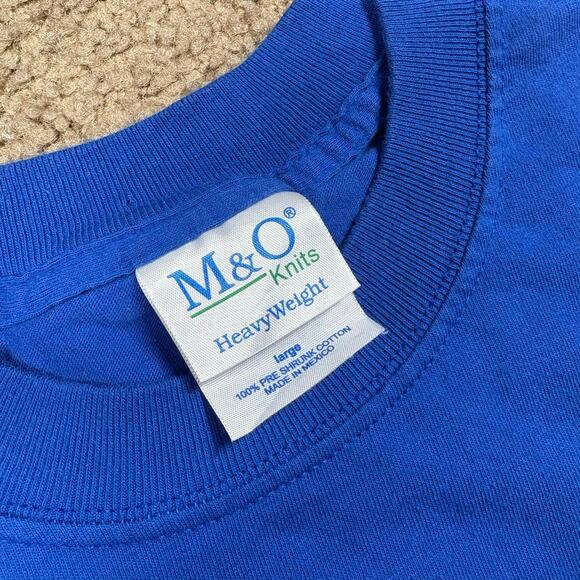 M&O®
Knits
HeavyWeight
large
100% PRE SHRUNK COTTON
MADE IN MEXICO